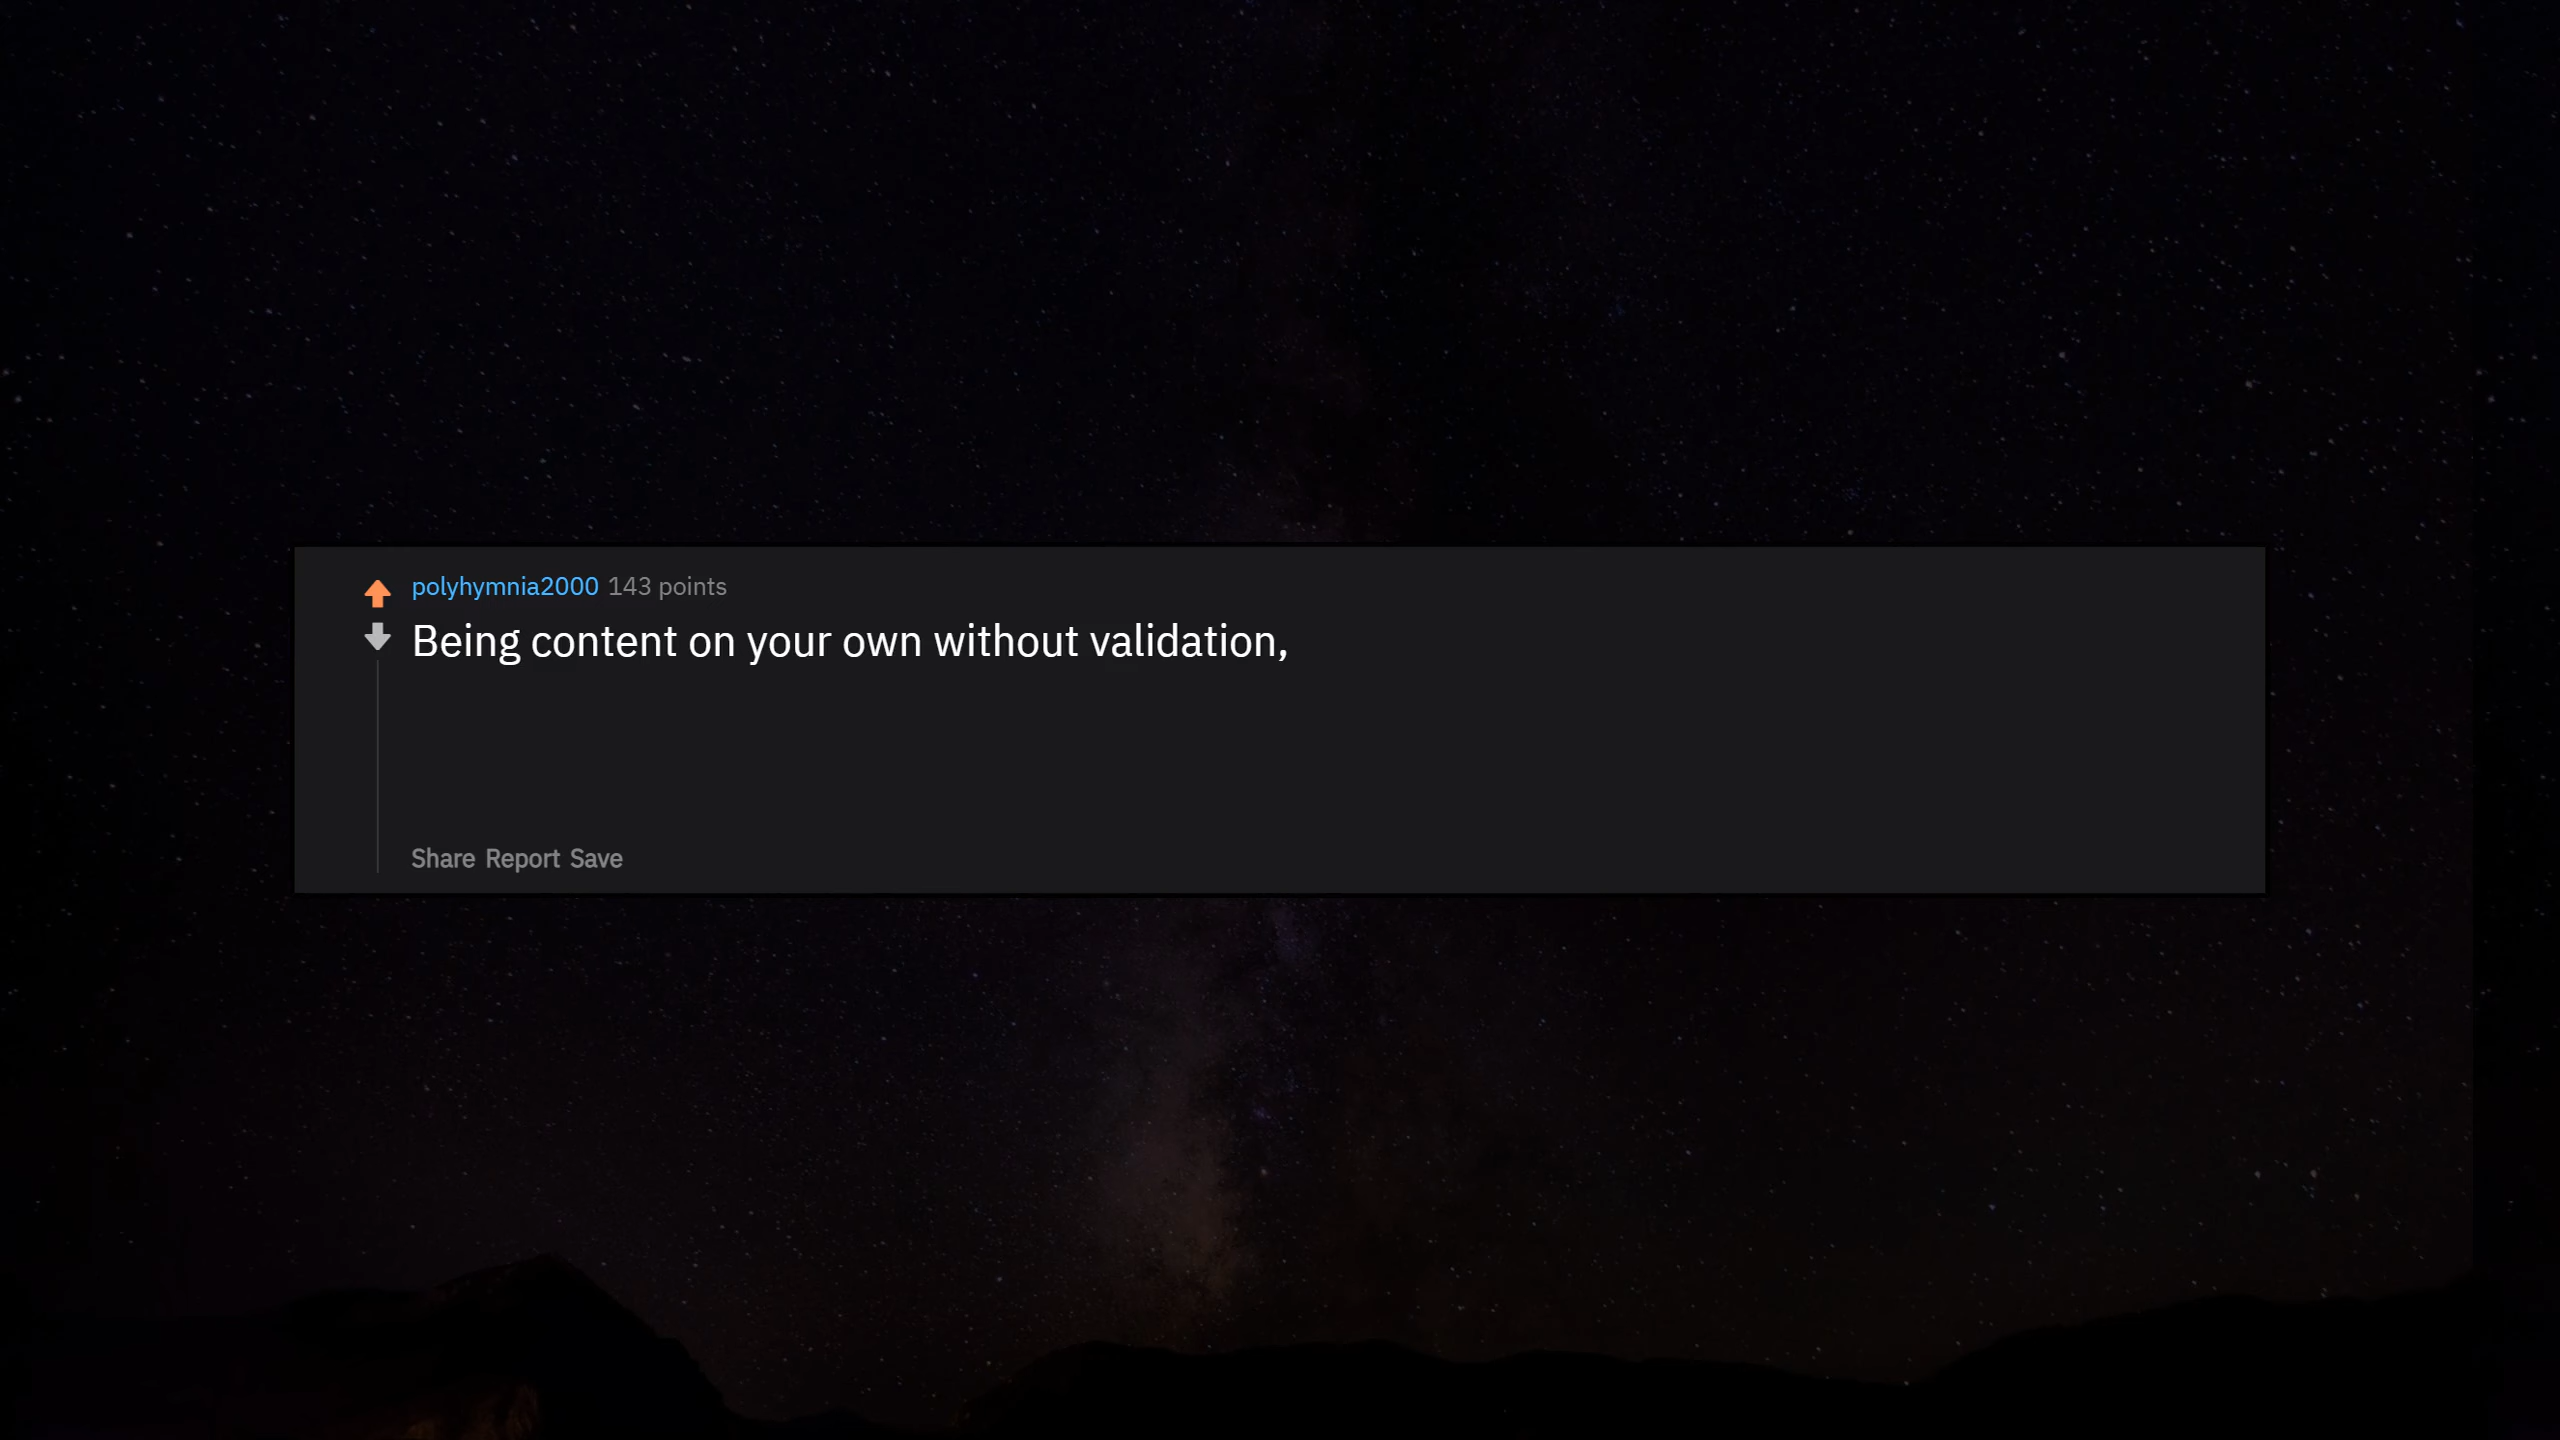 polyhymnia2000 143 points
Being content on your own without validation,
Share Report Save